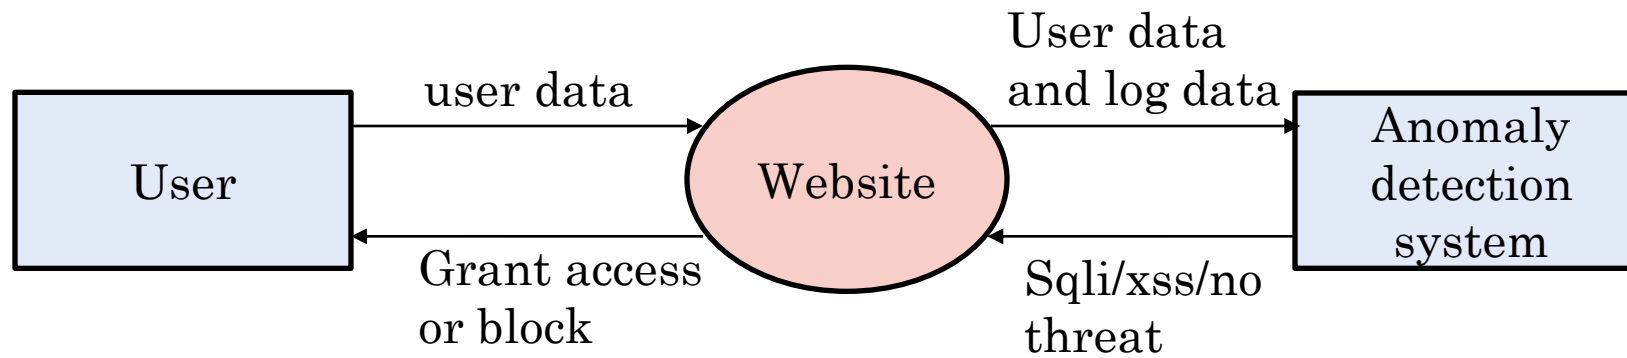 User
user data
Grant access
or block
Website
User data
and log data
Sqli/xss/no
threat
Anomaly
detection
system